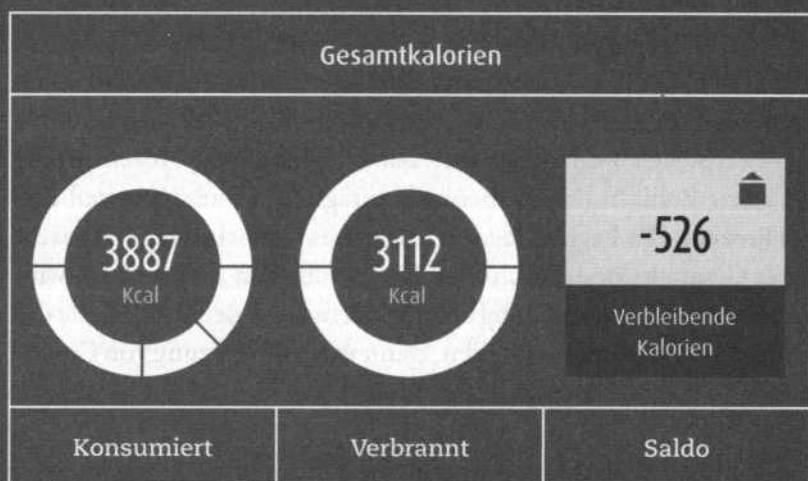 Gesamtkalorien
3887
Kcal
3112
Kcal
-526
Verbleibende
Kalorien
Konsumiert
Verbrannt
Saldo